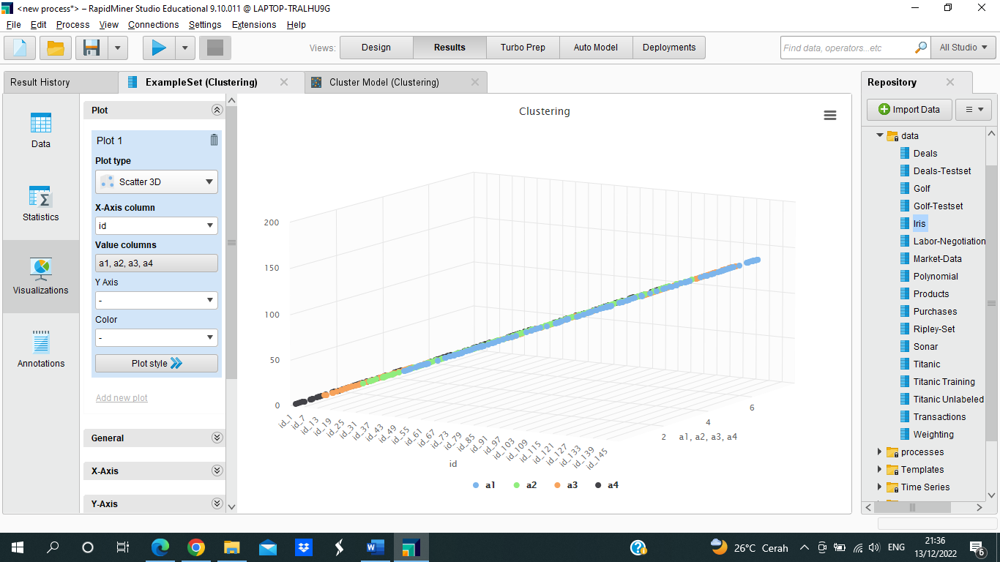 <new process*> – RapidMiner Studio Educational 9.10.011 @ LAPTOP-TRALHU9G
File Edit Process View Connections Settings Extensions Help
Views: Design Results Turbo Prep Auto Model Deployments
Find data, operators...etc
All Studio
Result History
ExampleSet (Clustering)
Cluster Model (Clustering)
Repository
Data
Statistics
Visualizations
Annotations
Plot
Plot 1
Plot type
Scatter 3D
X-Axis column
id
Value columns
a1, a2, a3, a4
Y Axis
-
Color
-
Plot style
Add new plot
General
X-Axis
Y-Axis
Clustering
200
150
100
50
0
id_1
id_7
id_13
id_19
id_25
id_31
id_37
id_43
id_49
id_55
id_61
id_67
id_73
id_79
id_85
id_91
id_97
id_103
id_109
id_115
id_121
id_127
id_133
id_139
id_145
id
2
4
6
a1, a2, a3, a4
a1 a2 a3 a4
Import Data
data
Deals
Deals-Testset
Golf
Golf-Testset
Iris
Labor-Negotiation
Market-Data
Polynomial
Products
Purchases
Ripley-Set
Sonar
Titanic
Titanic Training
Titanic Unlabeled
Transactions
Weighting
processes
Templates
Time Series
26°C Cerah
ENG
21:36
13/12/2022
6